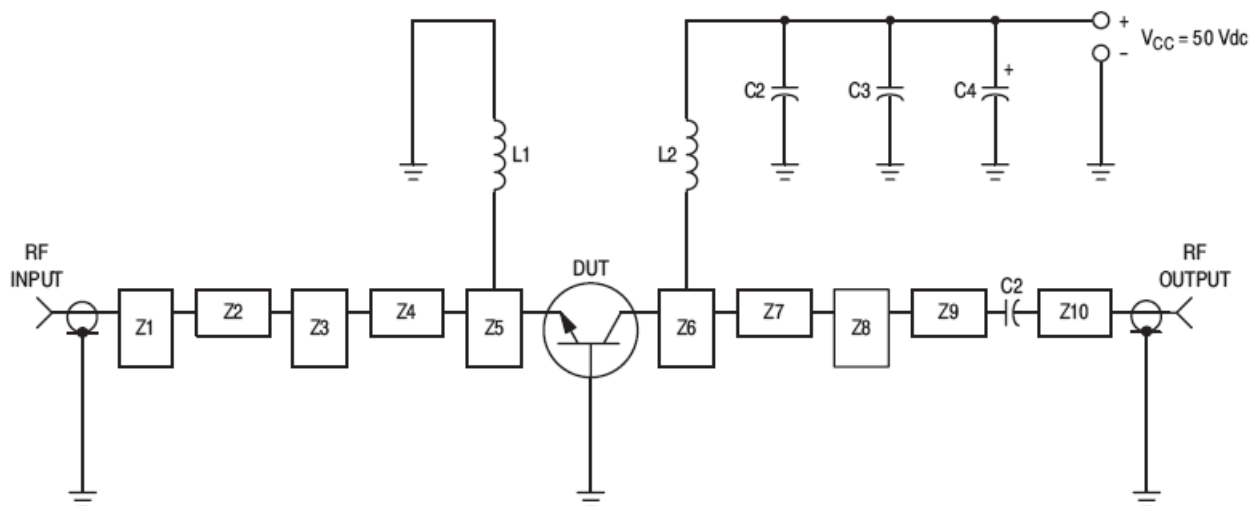 +
V_CC = 50 Vdc
−
C2
C3
C4
+
L1
L2
RF
INPUT
DUT
RF
OUTPUT
Z1
Z2
Z3
Z4
Z5
Z6
Z7
Z8
Z9
C2
Z10